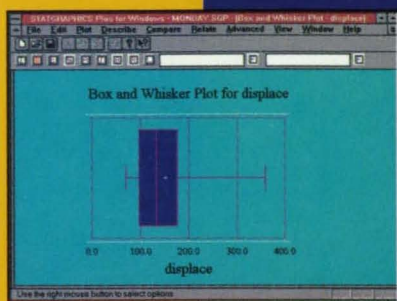 STATGRAPHICS Plus for Windows - MONDAY.SGP - [Box and Whisker Plot - displace]
File Edit Plot Describe Compare Relate Advanced View Window Help
Box and Whisker Plot for displace
0.0 100.0 200.0 300.0 400.0
displace
Use the right mouse button to select options